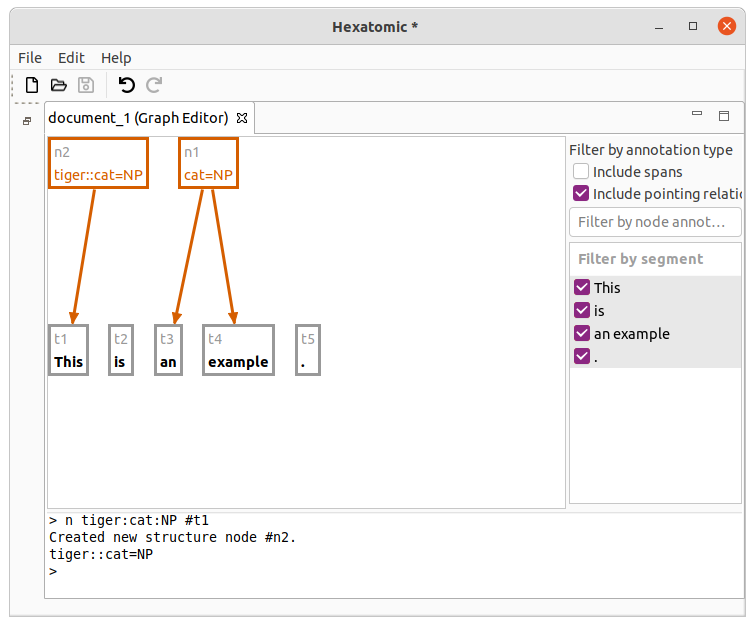 Hexatomic *
File Edit Help
document_1 (Graph Editor)
n2
tiger::cat=NP
n1
cat=NP
t1
This
t2
is
t3
an
t4
example
t5
.
Filter by annotation type
Include spans
Include pointing relatio
Filter by node annot...
Filter by segment
This
is
an example
.
> n tiger:cat:NP #t1
Created new structure node #n2.
tiger::cat=NP
>